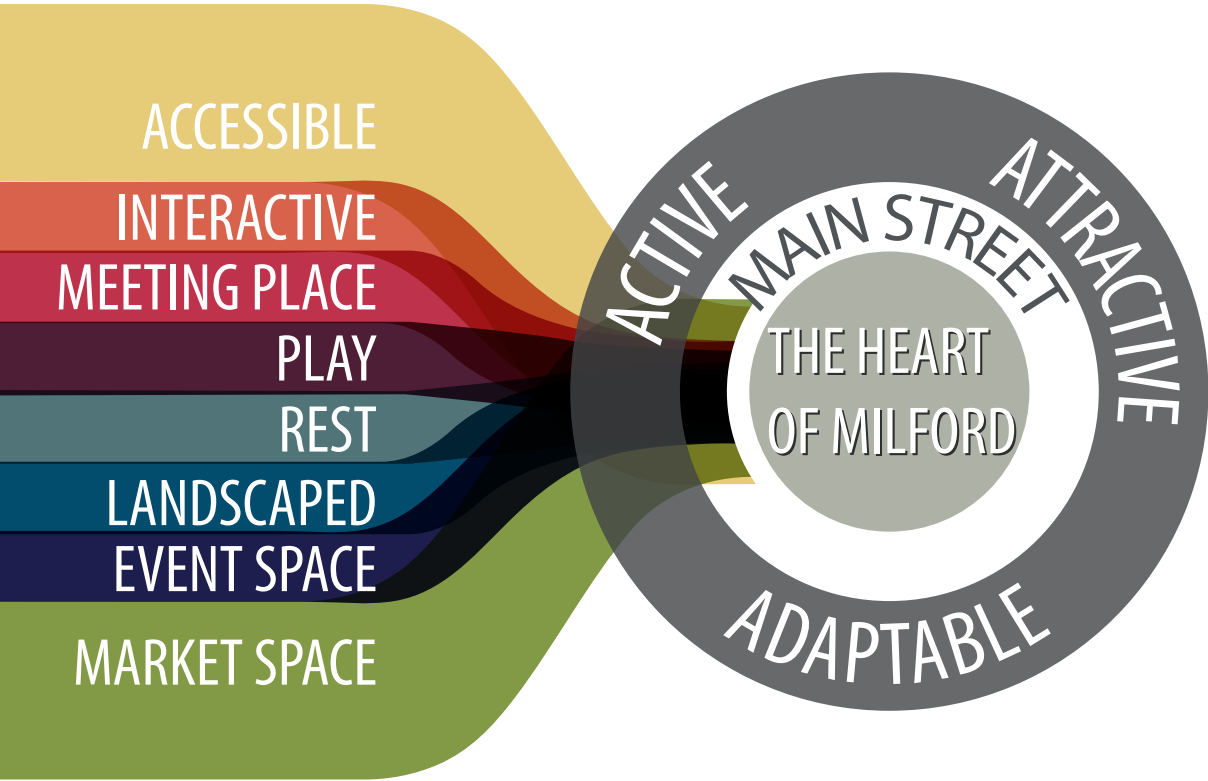 ACCESSIBLE
INTERACTIVE
MEETING PLACE
PLAY
REST
LANDSCAPED
EVENT SPACE
MARKET SPACE
ACTIVE
ATTRACTIVE
ADAPTABLE
MAIN STREET
THE HEART
OF MILFORD